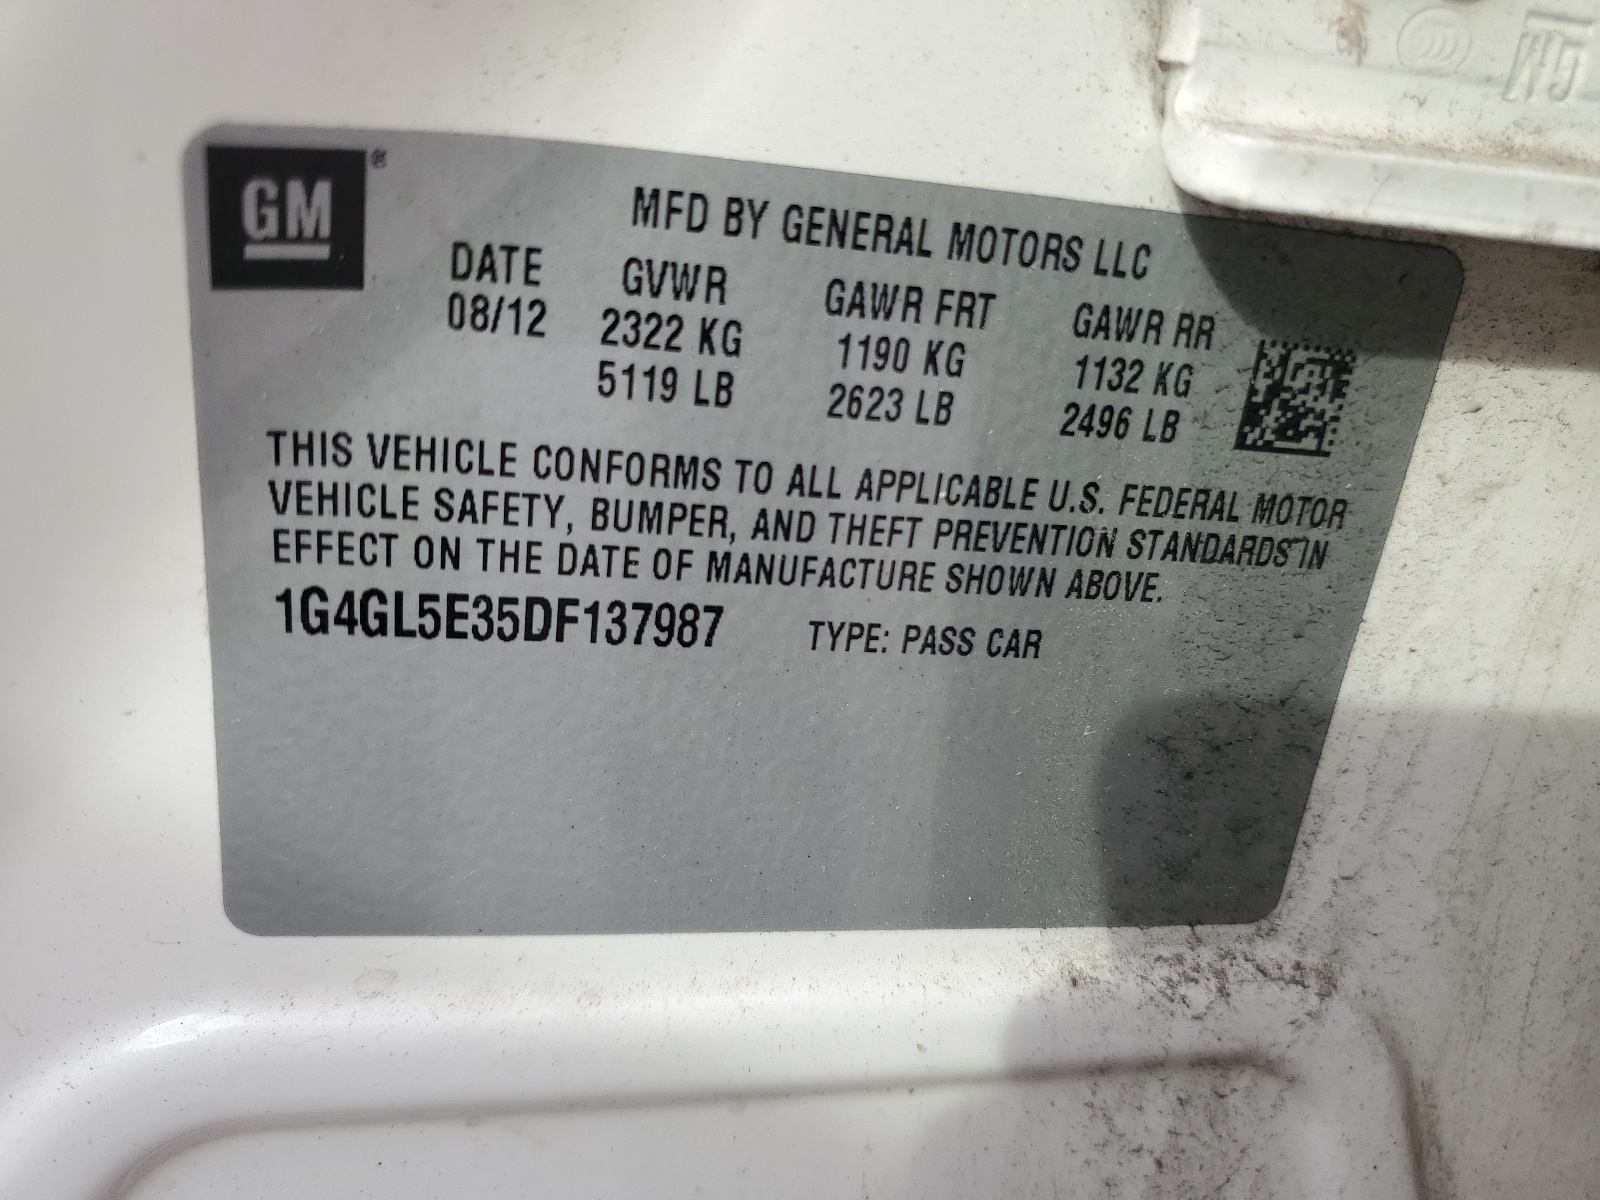 GM
GM ®
MFD BY GENERAL MOTORS LLC
DATE GVWR GAWR FRT GAWR RR
08/12 2322 KG 1190 KG 1132 KG
5119 LB 2623 LB 2496 LB
THIS VEHICLE CONFORMS TO ALL APPLICABLE U.S. FEDERAL MOTOR
VEHICLE SAFETY, BUMPER, AND THEFT PREVENTION STANDARDS IN
EFFECT ON THE DATE OF MANUFACTURE SHOWN ABOVE.
1G4GL5E35DF137987 TYPE: PASS CAR